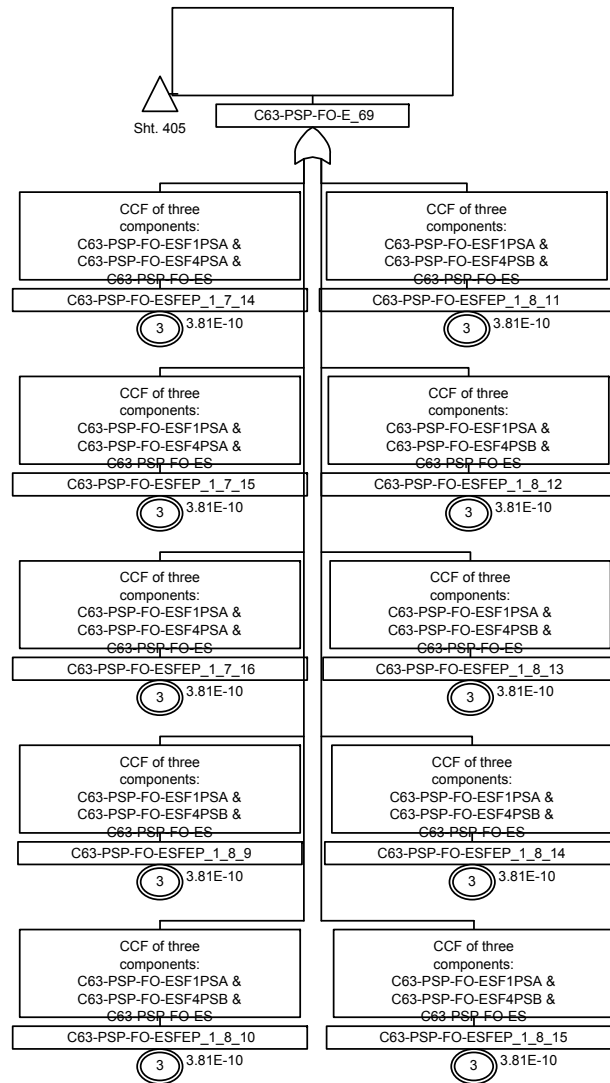 Sht. 405
C63-PSP-FO-E_69
CCF of three
components:
C63-PSP-FO-ESF1PSA &
C63-PSP-FO-ESF4PSA &
C63-PSP-FO-ES
C63-PSP-FO-ESFEP_1_7_14
3
3.81E-10
CCF of three
components:
C63-PSP-FO-ESF1PSA &
C63-PSP-FO-ESF4PSB &
C63-PSP-FO-ES
C63-PSP-FO-ESFEP_1_8_11
3
3.81E-10
CCF of three
components:
C63-PSP-FO-ESF1PSA &
C63-PSP-FO-ESF4PSA &
C63-PSP-FO-ES
C63-PSP-FO-ESFEP_1_7_15
3
3.81E-10
CCF of three
components:
C63-PSP-FO-ESF1PSA &
C63-PSP-FO-ESF4PSB &
C63-PSP-FO-ES
C63-PSP-FO-ESFEP_1_8_12
3
3.81E-10
CCF of three
components:
C63-PSP-FO-ESF1PSA &
C63-PSP-FO-ESF4PSA &
C63-PSP-FO-ES
C63-PSP-FO-ESFEP_1_7_16
3
3.81E-10
CCF of three
components:
C63-PSP-FO-ESF1PSA &
C63-PSP-FO-ESF4PSB &
C63-PSP-FO-ES
C63-PSP-FO-ESFEP_1_8_13
3
3.81E-10
CCF of three
components:
C63-PSP-FO-ESF1PSA &
C63-PSP-FO-ESF4PSB &
C63-PSP-FO-ES
C63-PSP-FO-ESFEP_1_8_9
3
3.81E-10
CCF of three
components:
C63-PSP-FO-ESF1PSA &
C63-PSP-FO-ESF4PSB &
C63-PSP-FO-ES
C63-PSP-FO-ESFEP_1_8_14
3
3.81E-10
CCF of three
components:
C63-PSP-FO-ESF1PSA &
C63-PSP-FO-ESF4PSB &
C63-PSP-FO-ES
C63-PSP-FO-ESFEP_1_8_10
3
3.81E-10
CCF of three
components:
C63-PSP-FO-ESF1PSA &
C63-PSP-FO-ESF4PSB &
C63-PSP-FO-ES
C63-PSP-FO-ESFEP_1_8_15
3
3.81E-10